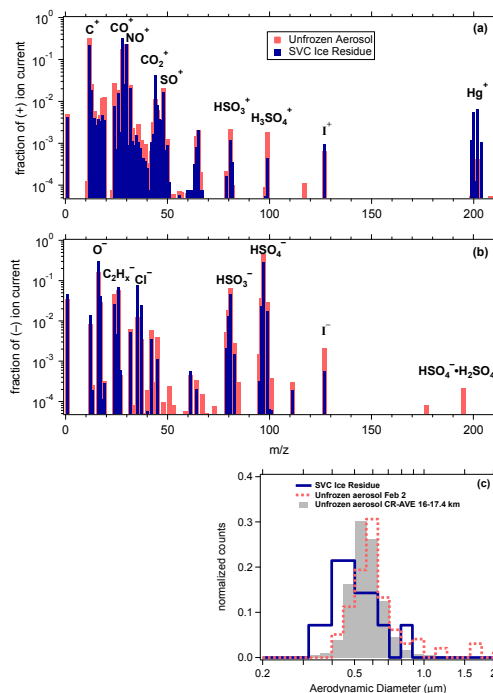 C⁺ CO⁺ NO⁺ CO₂⁺ SO⁺ HSO₃⁺ H₃SO₄⁺ I⁺ Hg⁺
(a)
Unfrozen Aerosol
SVC Ice Residue
fraction of (+) ion current
10⁰
10⁻¹
10⁻²
10⁻³
10⁻⁴
0 50 100 150 200
(b)
O⁻ C₂Hₓ⁻ Cl⁻ HSO₃⁻ HSO₄⁻ I⁻ HSO₄⁻•H₂SO₄
fraction of (−) ion current
10⁰
10⁻¹
10⁻²
10⁻³
10⁻⁴
0 50 100 150 200
m/z
(c)
SVC Ice Residue
Unfrozen aerosol Feb 2
Unfrozen aerosol CR-AVE 16-17.4 km
normalized counts
0.4
0.3
0.2
0.1
0.0
0.2 0.5 0.6 1.0 1.5
Aerodynamic Diameter (µm)